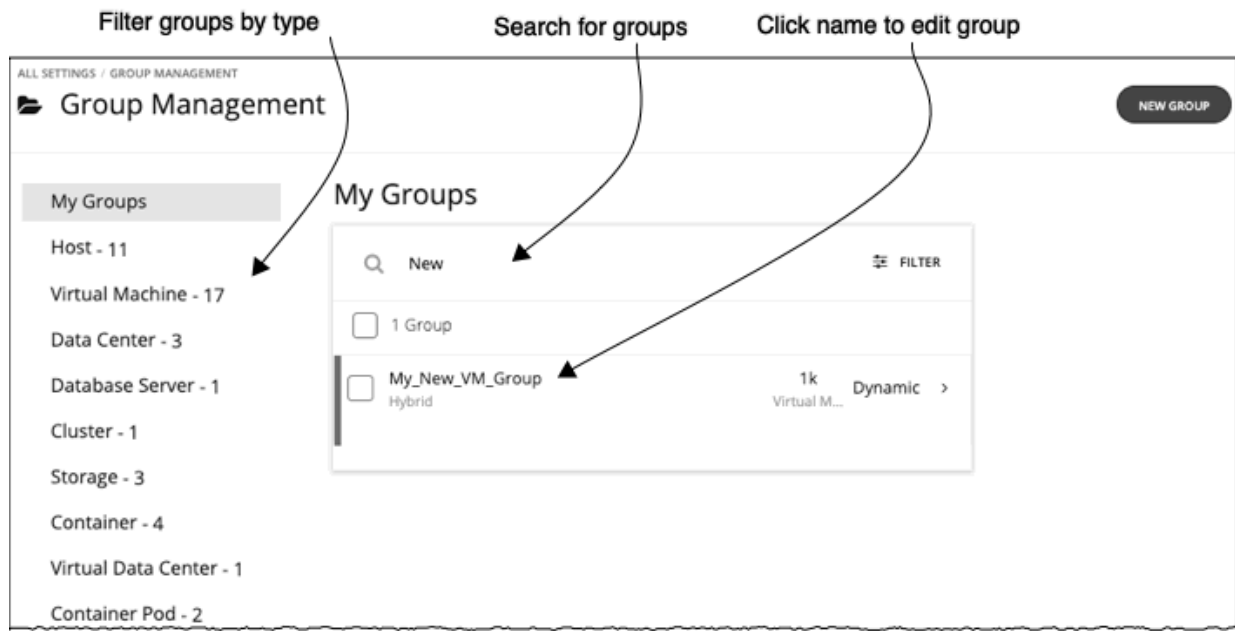 Filter groups by type
Search for groups
Click name to edit group
ALL SETTINGS / GROUP MANAGEMENT
Group Management
NEW GROUP
My Groups
Host - 11
Virtual Machine - 17
Data Center - 3
Database Server - 1
Cluster - 1
Storage - 3
Container - 4
Virtual Data Center - 1
Container Pod - 2
My Groups
New
FILTER
1 Group
My_New_VM_Group
Hybrid
1k
Virtual M...
Dynamic >